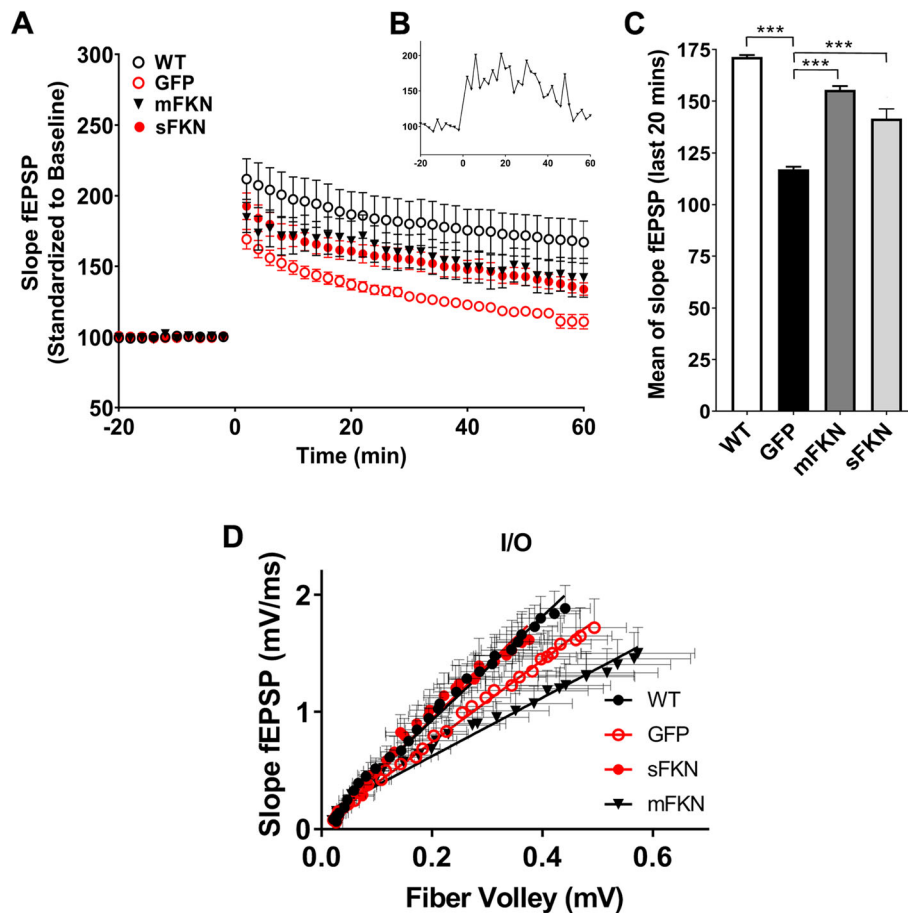 A
300
250
200
150
100
50
-20
0
20
40
60
Slope fEPSP
(Standardized to Baseline)
Time (min)
WT
GFP
mFKN
sFKN
B
200
150
100
-20
0
20
40
60
C
***
***
***
175
150
125
100
75
50
25
0
Mean of slope fEPSP (last 20 mins)
WT
GFP
mFKN
sFKN
D
I/O
2
1
0
Slope fEPSP (mV/ms)
0.0
0.2
0.4
0.6
Fiber Volley (mV)
WT
GFP
sFKN
mFKN